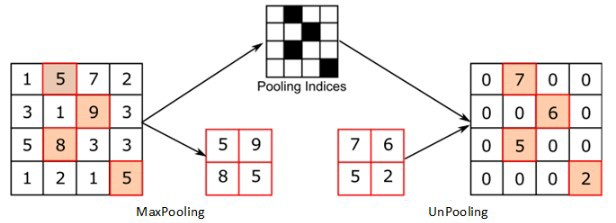 Pooling Indices
1 5 7 2
3 1 9 3
5 8 3 3
1 2 1 5
5 9
8 5
7 6
5 2
0 7 0 0
0 0 6 0
0 5 0 0
0 0 0 2
MaxPooling
UnPooling